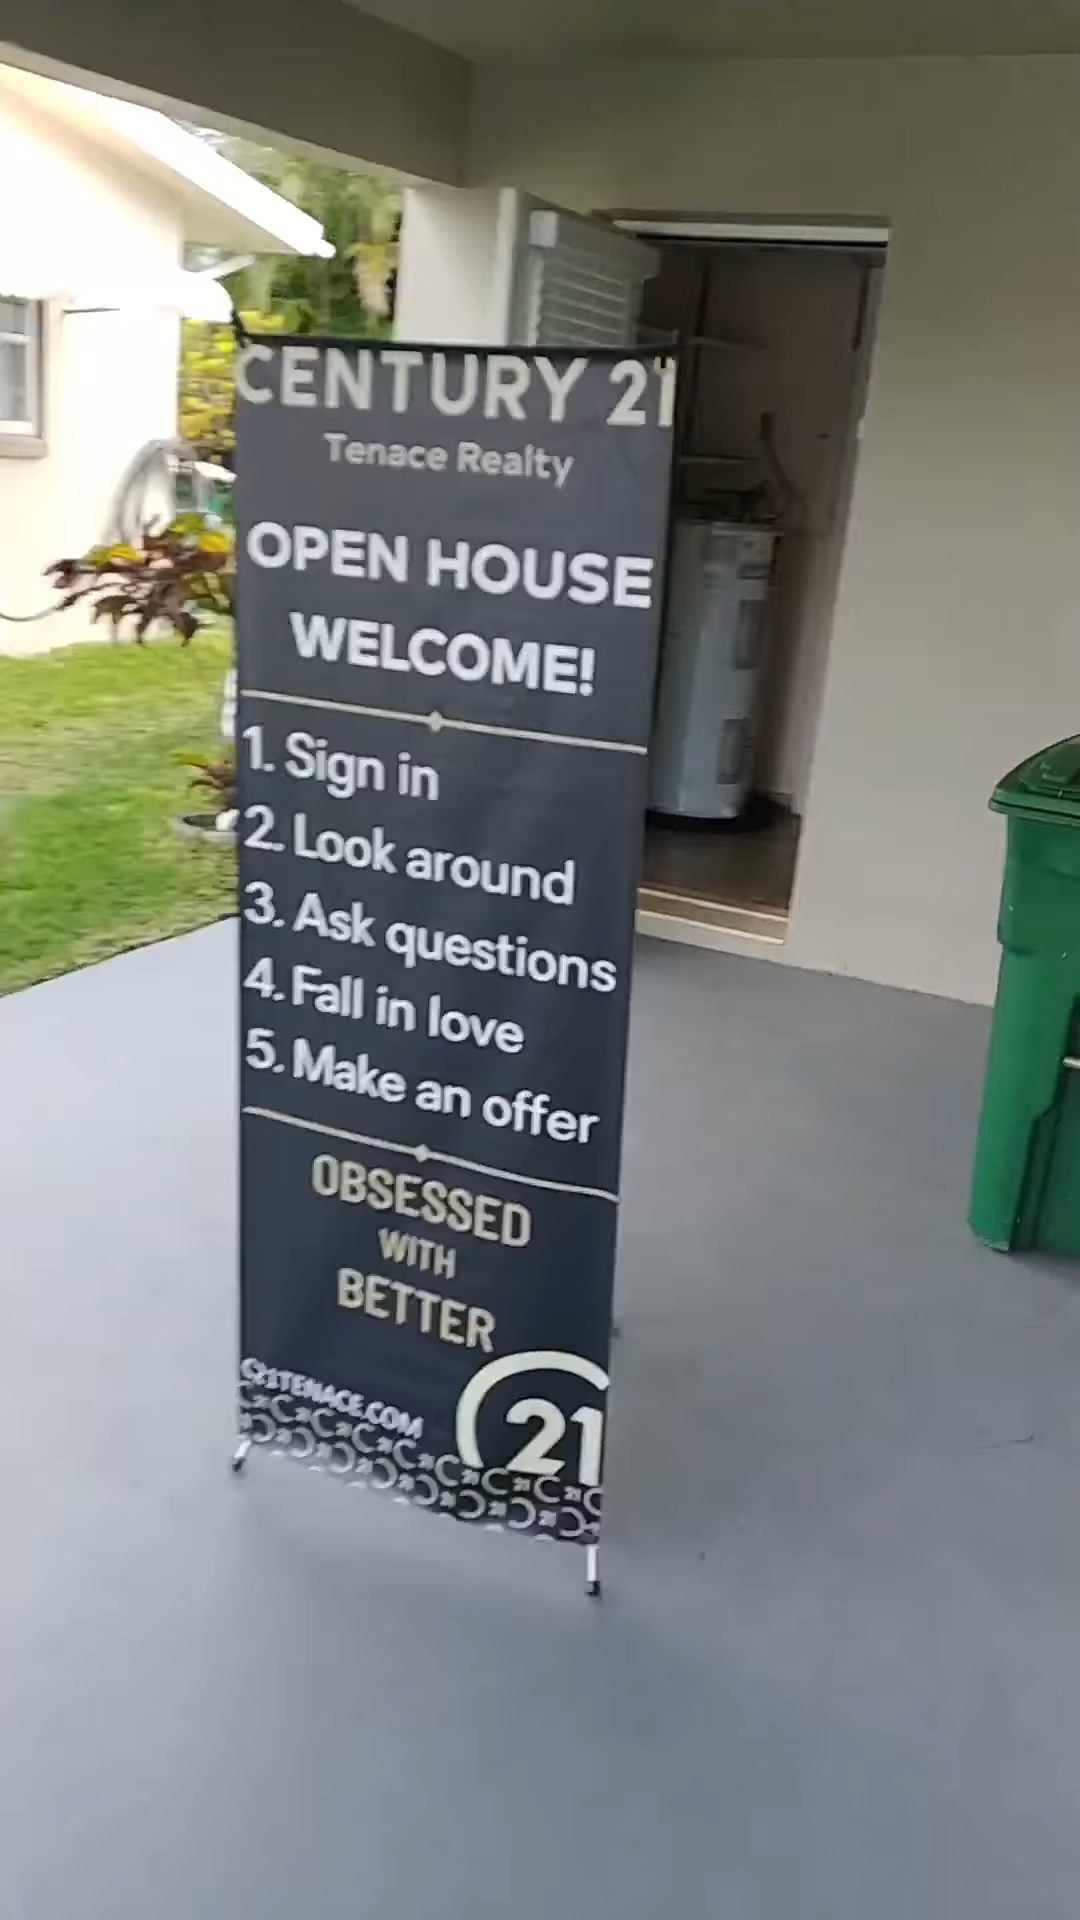 CENTURY 21
Tenace Realty
OPEN HOUSE
WELCOME!
1. Sign in
2. Look around
3. Ask questions
4. Fall in love
5. Make an offer
OBSESSED
WITH
BETTER
C21TENACE.COM
21